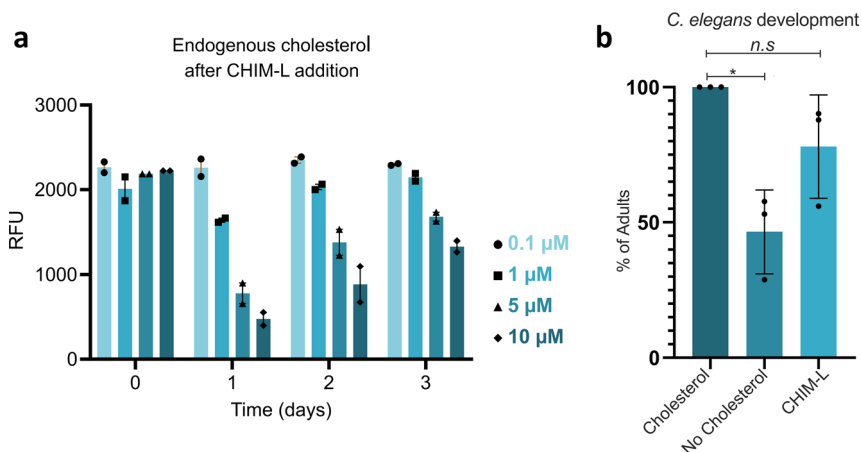 a
Endogenous cholesterol
after CHIM-L addition
3000
2000
1000
0
RFU
0
1
2
3
Time (days)
0.1 µM
1 µM
5 µM
10 µM
b
C. elegans development
n.s
*
100
50
0
% of Adults
Cholesterol
No Cholesterol
CHIM-L